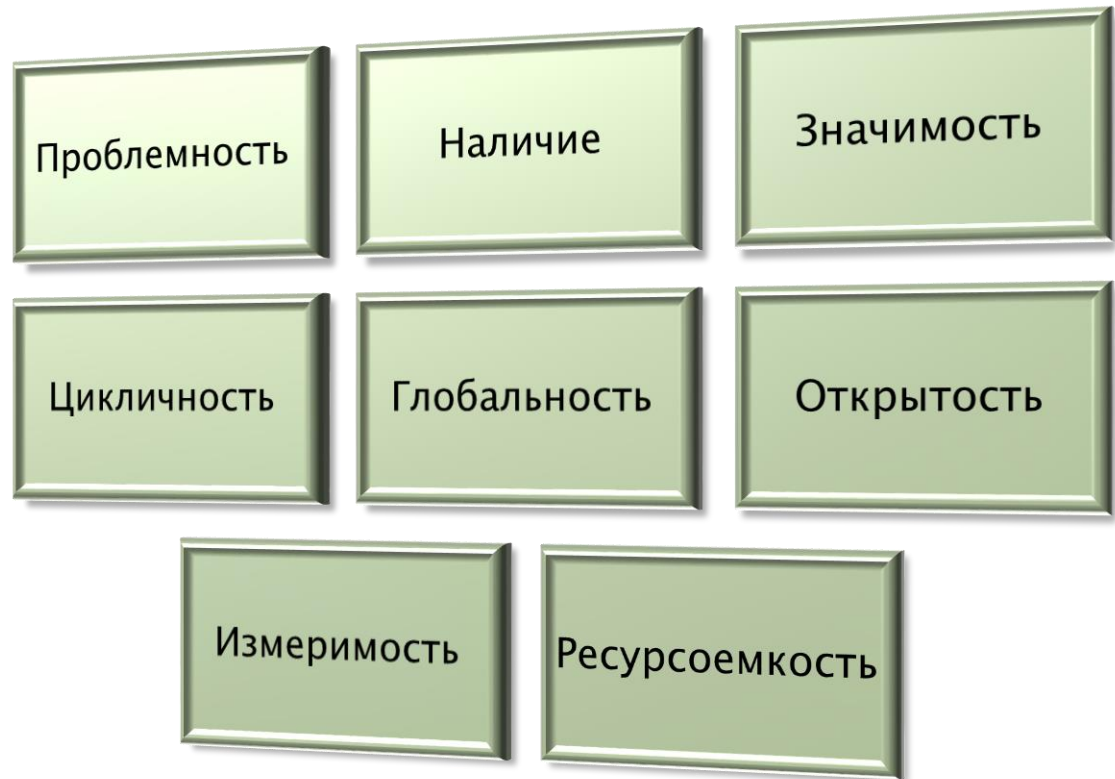 Проблемность
Наличие
Значимость
Цикличность
Глобальность
Открытость
Измеримость
Ресурсоемкость